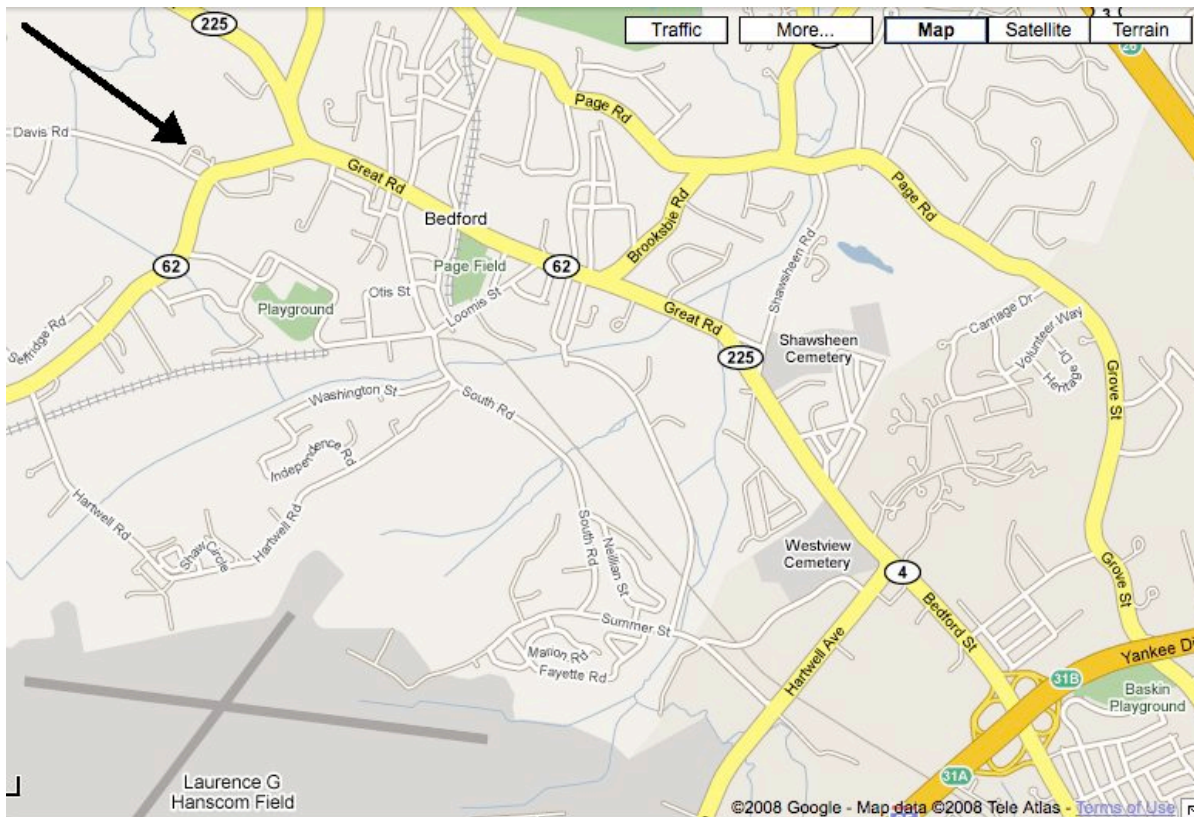 225
Traffic
More...
Map
Satellite
Terrain
Davis Rd
Page Rd
Great Rd
Bedford
Brooksbie Rd
Page Rd
62
Page Field
62
Shawsheen Rd
Otis St
Loomis St
Playground
Great Rd
Carriage Dr
Volunteer Way
Heritage Dr
225
Shawsheen
Cemetery
Washington St
South Rd
Grove St
Independence Rd
Hartwell Rd
Hartwell Rd
Shaw
Circle
South Rd
Neillian St
Westview
Cemetery
4
Bedford St
Grove St
Summer St
Hartwell Ave
Mallon Rd
Fayette Rd
Yankee Di
31B
Baskin
Playground
31A
Laurence G
Hanscom Field
©2008 Google - Map data ©2008 Tele Atlas - Terms of Use